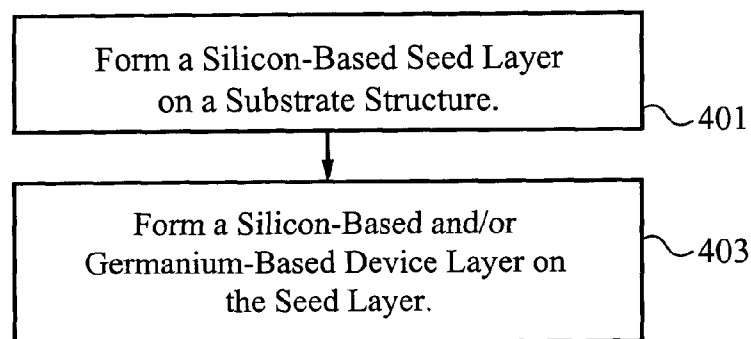 Form a Silicon-Based Seed Layer
on a Substrate Structure.
401
Form a Silicon-Based and/or
Germanium-Based Device Layer on
the Seed Layer.
403